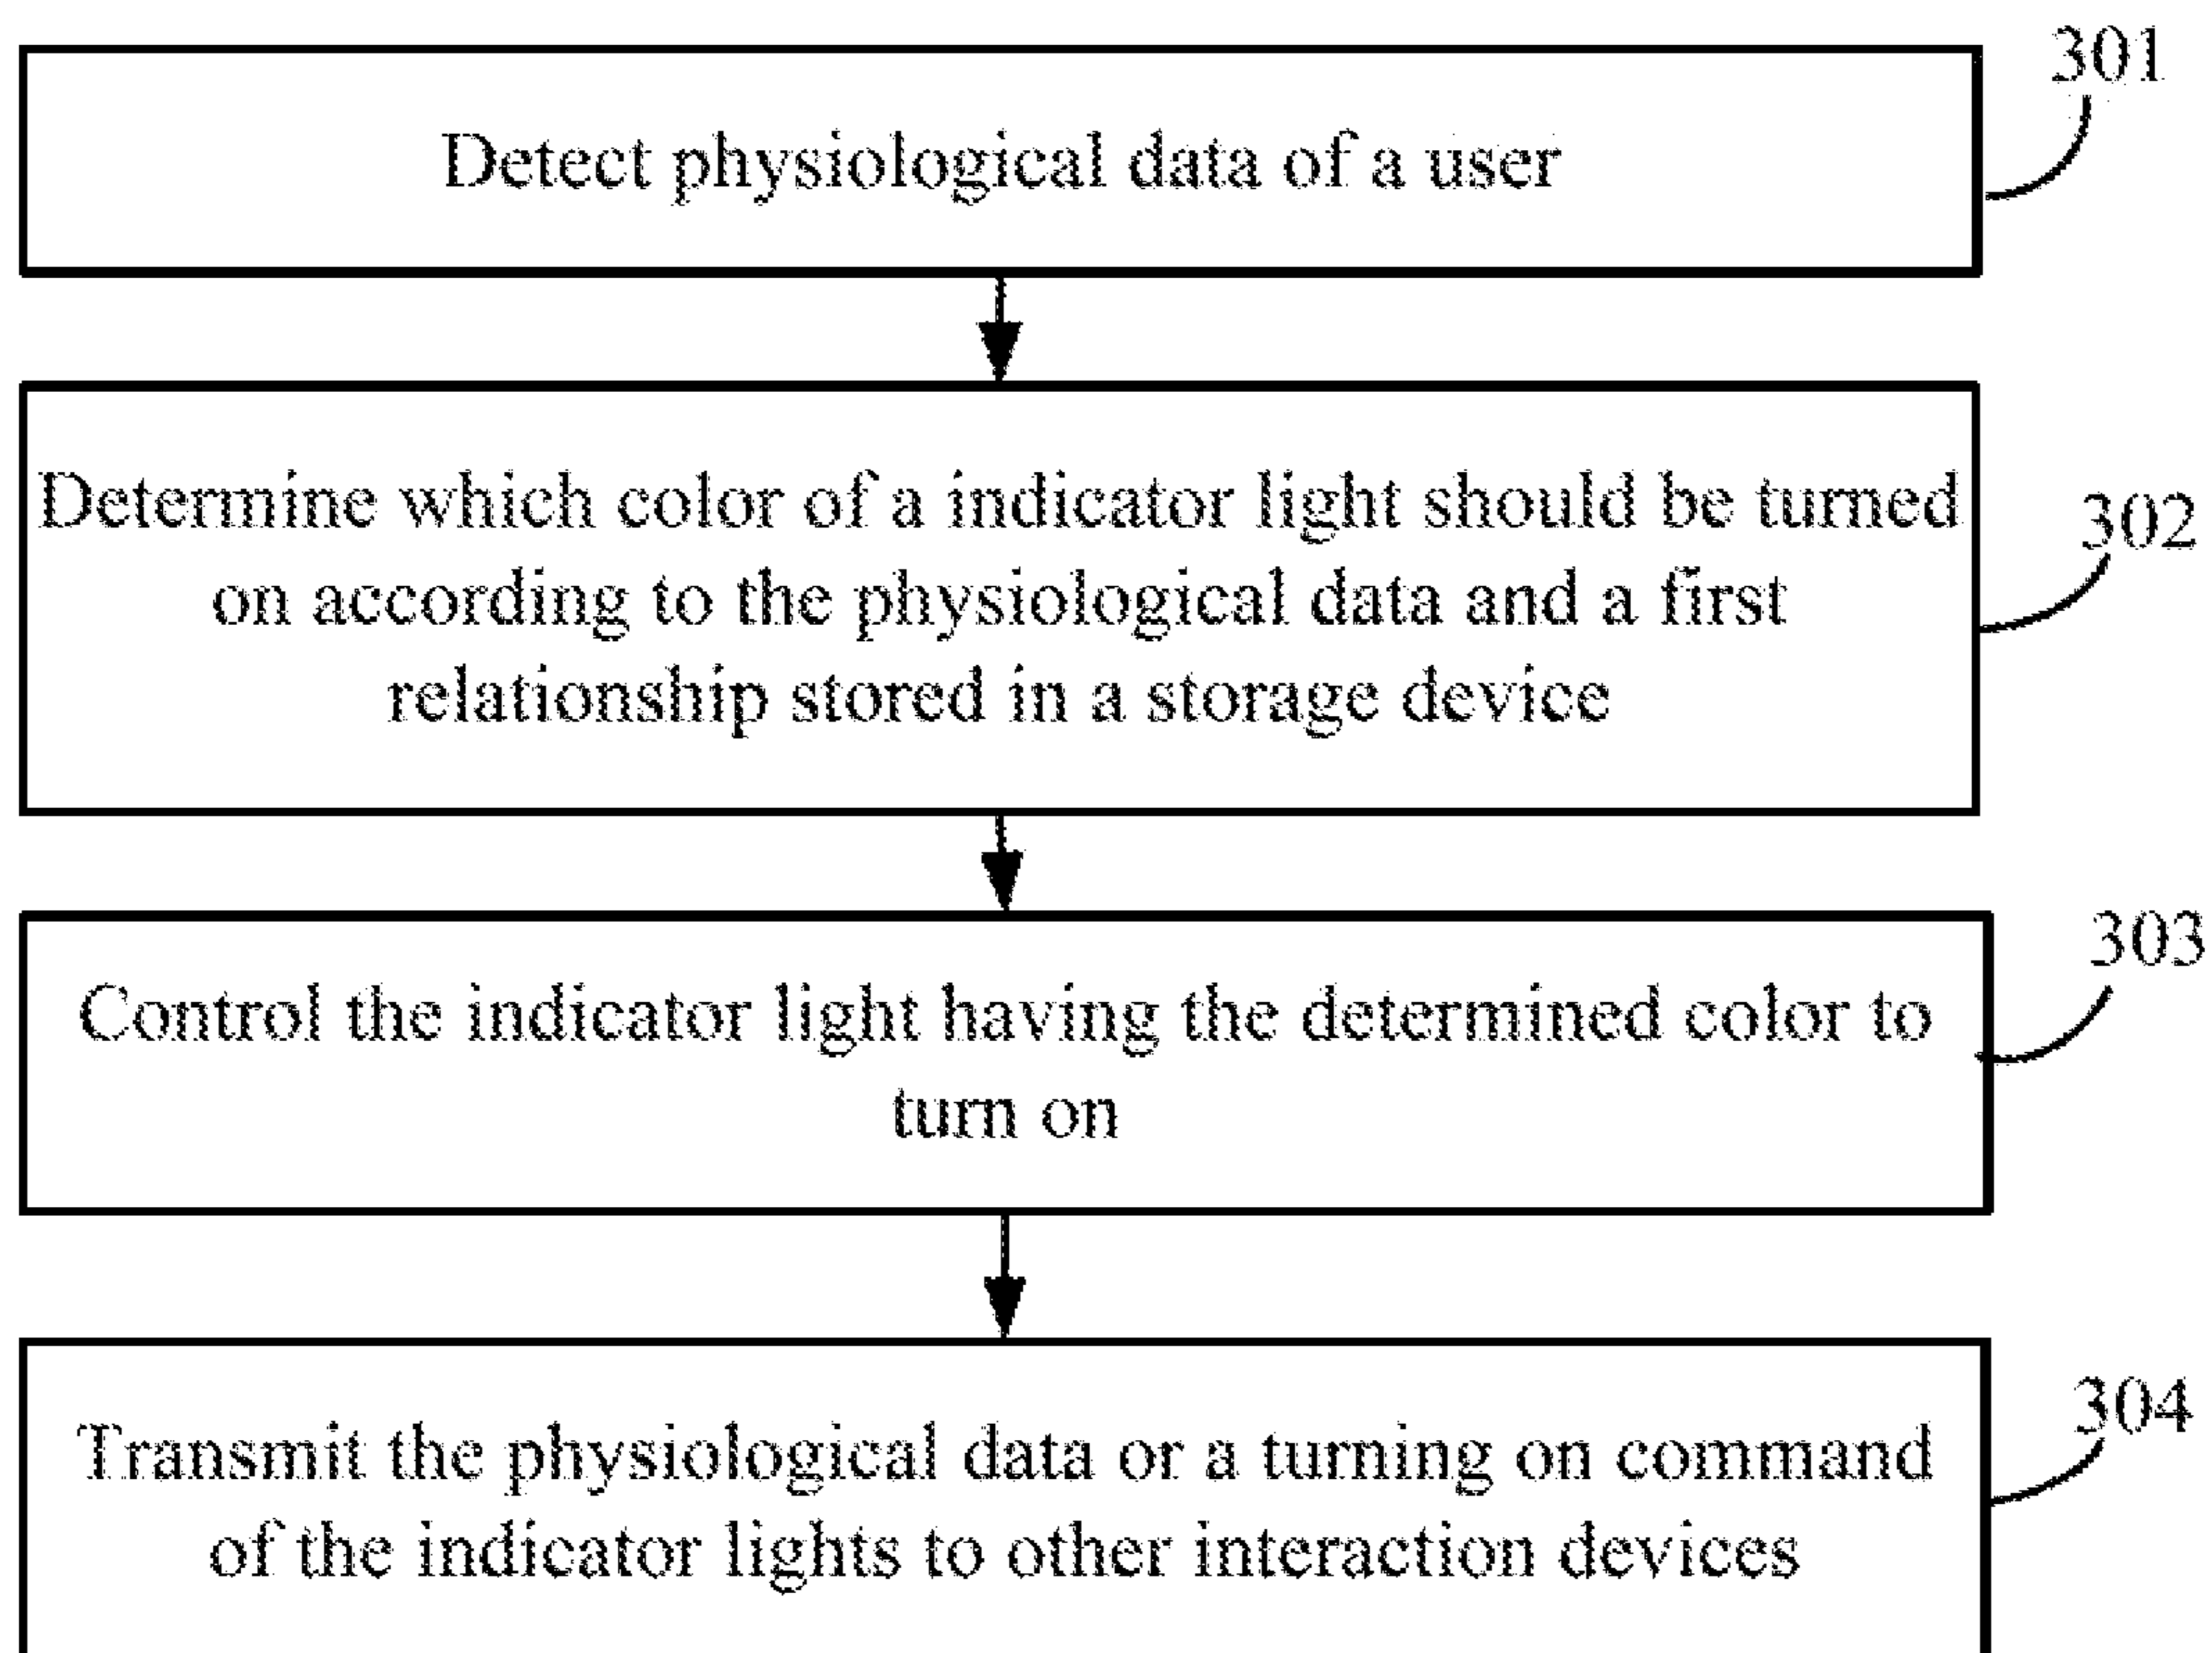 301
Detect physiological data of a user
Determine which color of a indicator light should be turned
302
on according to the physiological data and a first
relationship stored in a storage device
303
Control the indicator light having the determined color to
turn on
304
Transmit the physiological data or a turning on command
of the indicator lights to other interaction devices